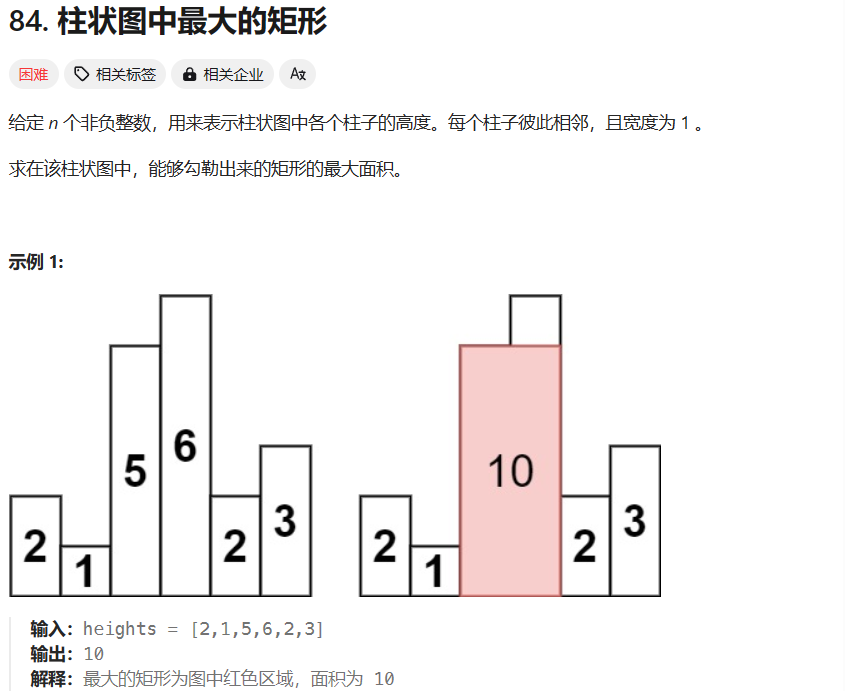 84. 柱状图中最大的矩形
困难 相关标签 相关企业 Aあ
给定 n 个非负整数，用来表示柱状图中各个柱子的高度。每个柱子彼此相邻，且宽度为 1 。
求在该柱状图中，能够勾勒出来的矩形的最大面积。
示例 1:
2 1 5 6 2 3 2 1 10 2 3
输入：heights = [2,1,5,6,2,3]
输出：10
解释：最大的矩形为图中红色区域，面积为 10